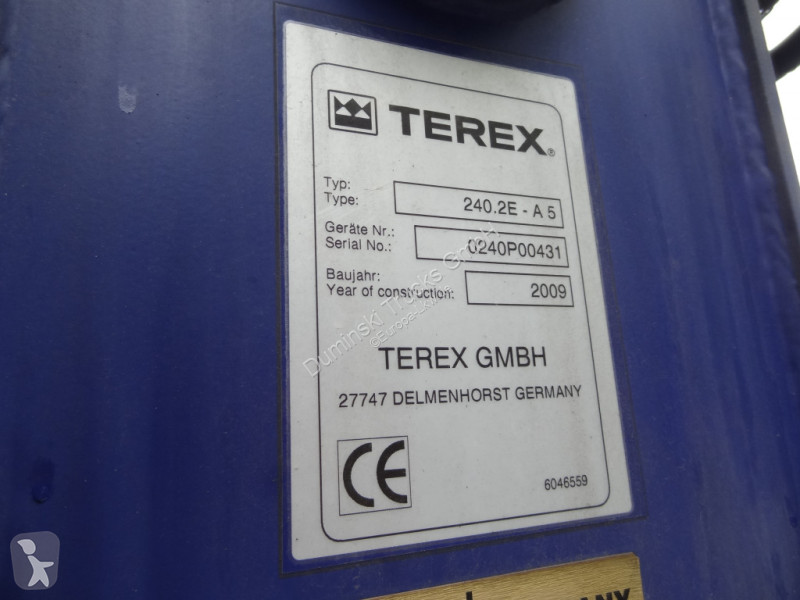 TEREX®
Typ:
Type: 240.2E - A 5
Geräte Nr.:
Serial No.: 0240P00431
Baujahr:
Year of construction: 2009
TEREX GMBH
27747 DELMENHORST GERMANY
CE
6046559
Duminski Trucks GmbH